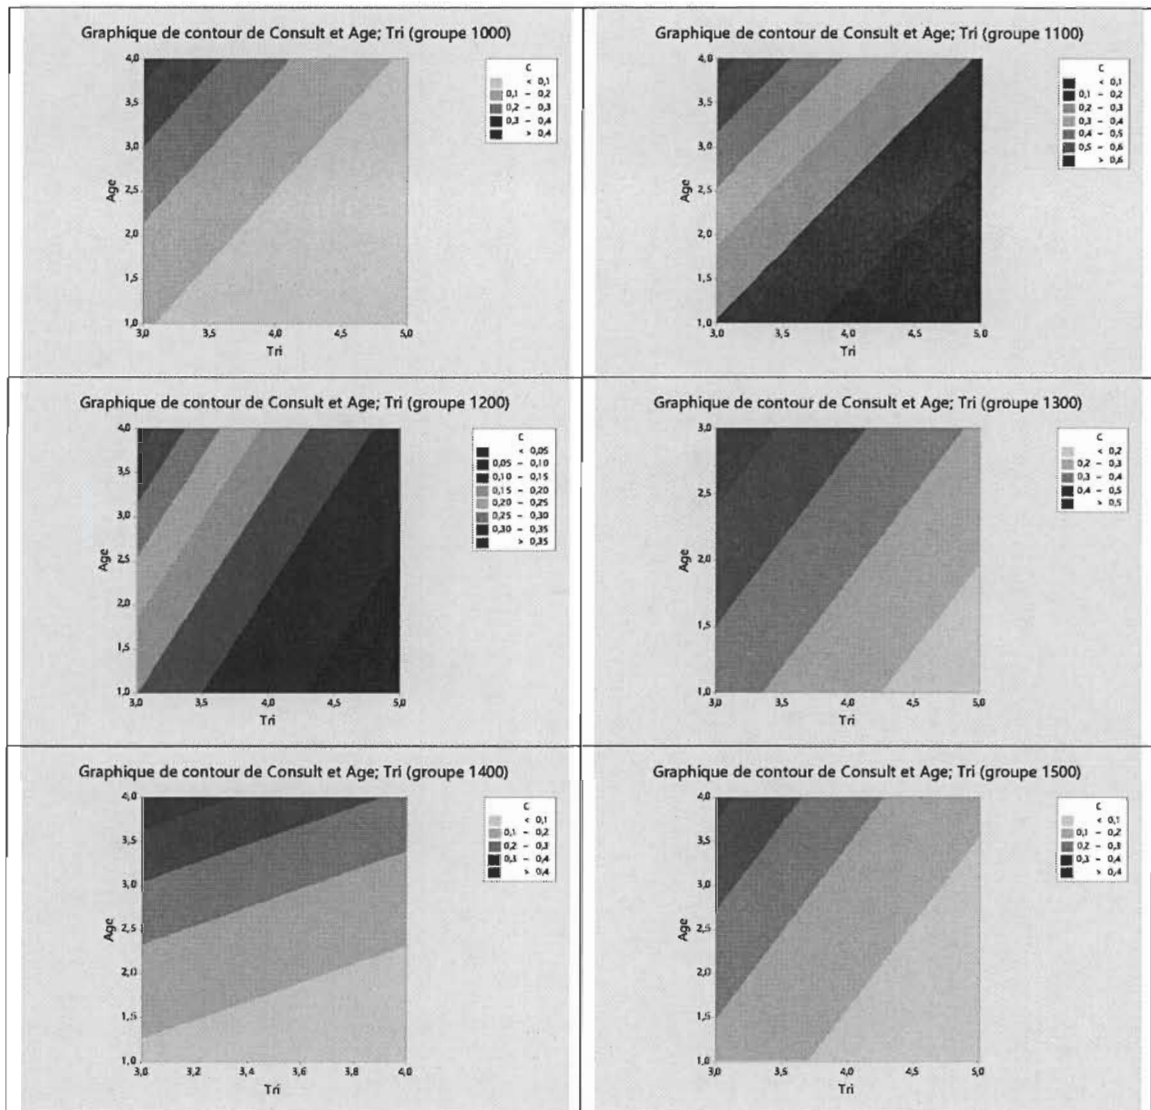 Graphique de contour de Consult et Age; Tri (groupe 1000)
Age
4,0
3,5
3,0
2,5
2,0
1,5
1,0
3,0 3,5 4,0 4,5 5,0
Tri
C
< 0,1
0,1 – 0,2
0,2 – 0,3
0,3 – 0,4
> 0,4
Graphique de contour de Consult et Age; Tri (groupe 1100)
Age
4,0
3,5
3,0
2,5
2,0
1,5
1,0
3,0 3,5 4,0 4,5 5,0
Tri
C
< 0,1
0,1 – 0,2
0,2 – 0,3
0,3 – 0,4
0,4 – 0,5
0,5 – 0,6
> 0,6
Graphique de contour de Consult et Age; Tri (groupe 1200)
Age
4,0
3,5
3,0
2,5
2,0
1,5
1,0
3,0 3,5 4,0 4,5 5,0
Tri
C
< 0,05
0,05 – 0,10
0,10 – 0,15
0,15 – 0,20
0,20 – 0,25
0,25 – 0,30
0,30 – 0,35
> 0,35
Graphique de contour de Consult et Age; Tri (groupe 1300)
Age
3,0
2,5
2,0
1,5
1,0
3,0 3,5 4,0 4,5 5,0
Tri
C
< 0,2
0,2 – 0,3
0,3 – 0,4
0,4 – 0,5
> 0,5
Graphique de contour de Consult et Age; Tri (groupe 1400)
Age
4,0
3,5
3,0
2,5
2,0
1,5
1,0
3,0 3,2 3,4 3,6 3,8 4,0
Tri
C
< 0,1
0,1 – 0,2
0,2 – 0,3
0,3 – 0,4
> 0,4
Graphique de contour de Consult et Age; Tri (groupe 1500)
Age
4,0
3,5
3,0
2,5
2,0
1,5
1,0
3,0 3,5 4,0 4,5 5,0
Tri
C
< 0,1
0,1 – 0,2
0,2 – 0,3
0,3 – 0,4
> 0,4